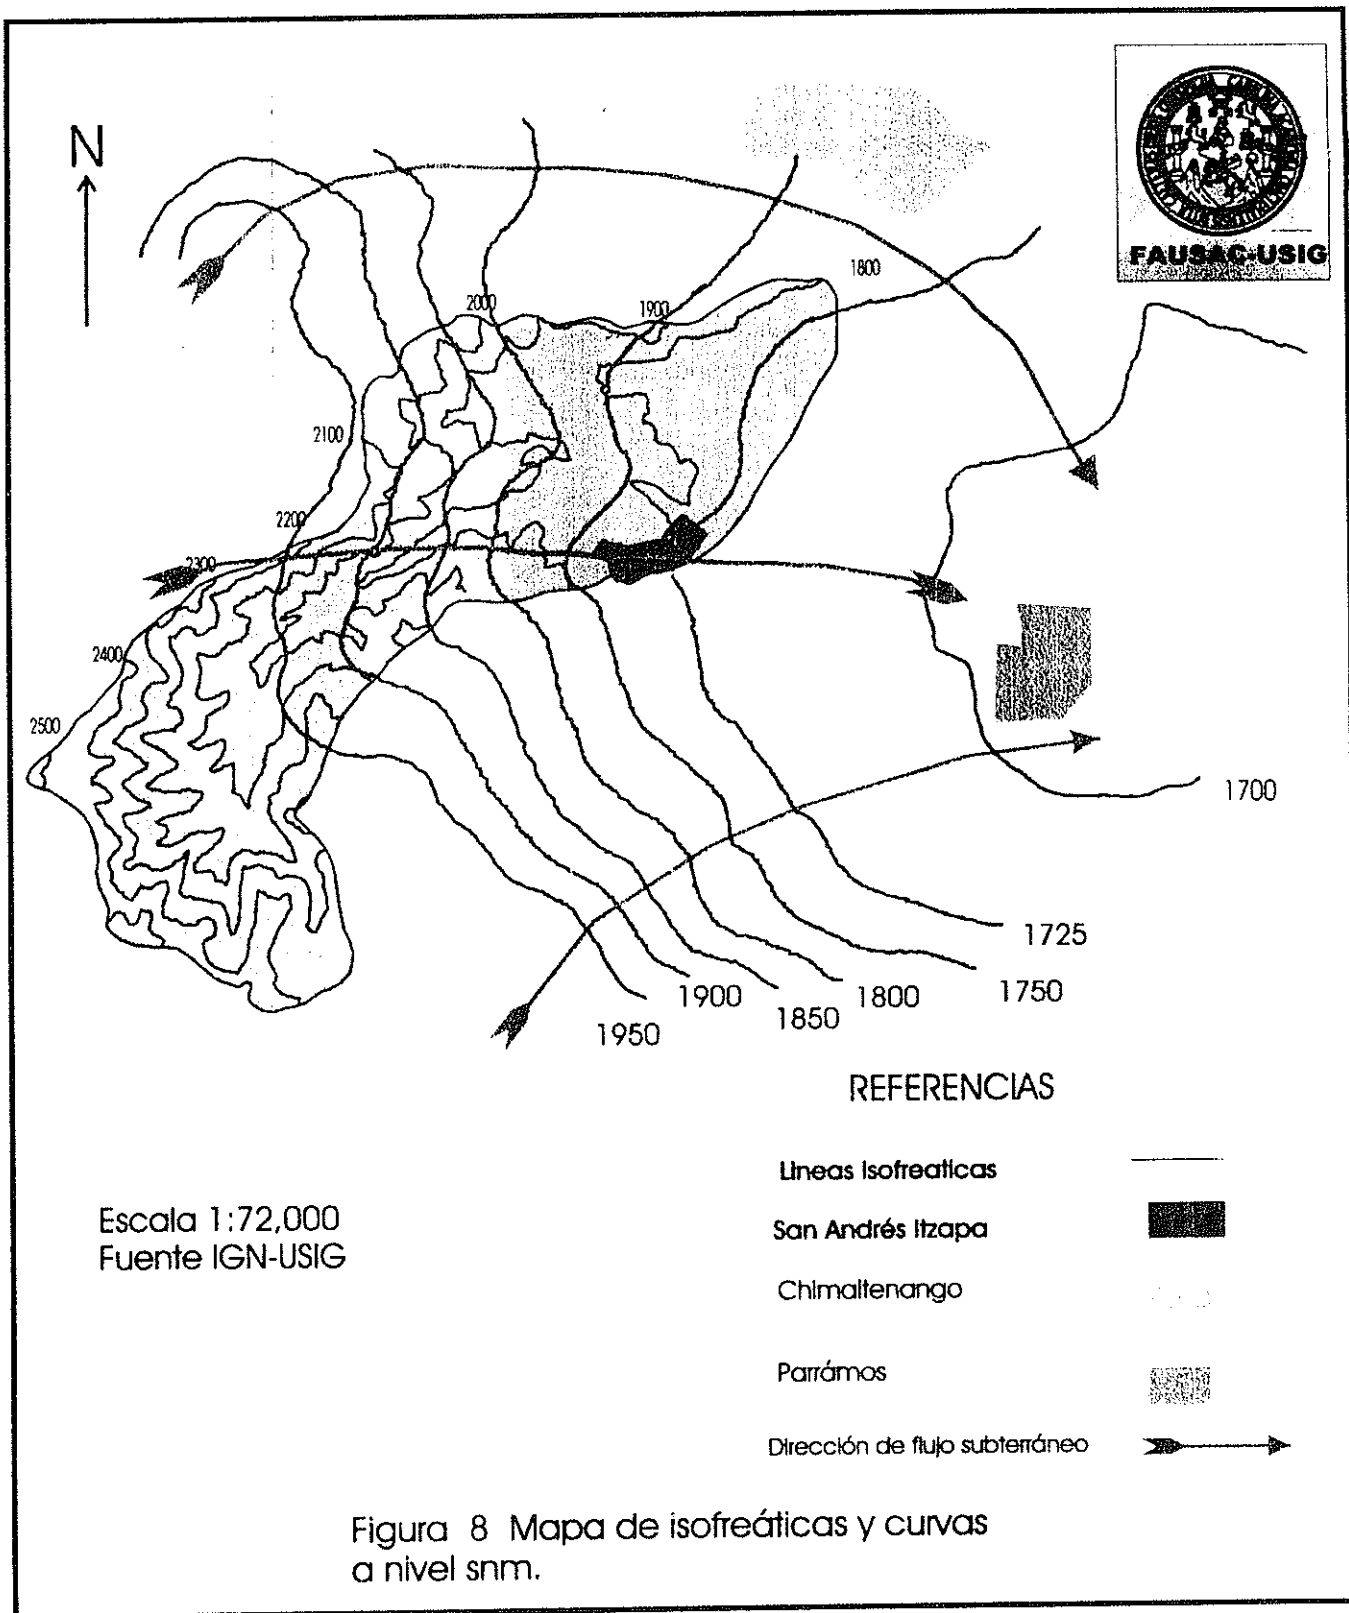 N
FAUSAC-USIG
1800
2000
1900
2100
2200
2300
2400
2500
1700
1725
1750
1800
1850
1900
1950
REFERENCIAS
Lineas Isofreaticas
San Andrés Itzapa
Chimaltenango
Parrámos
Dirección de flujo subterráneo
Escala 1:72,000
Fuente IGN-USIG
Figura 8 Mapa de isofreáticas y curvas
a nivel snm.